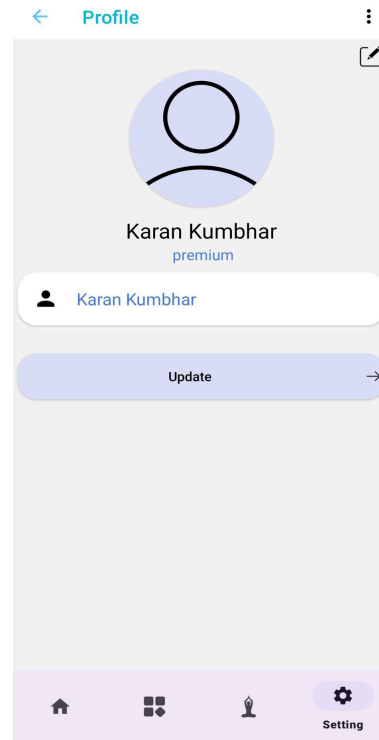 Profile
Karan Kumbhar
premium
Karan Kumbhar
Update
Setting